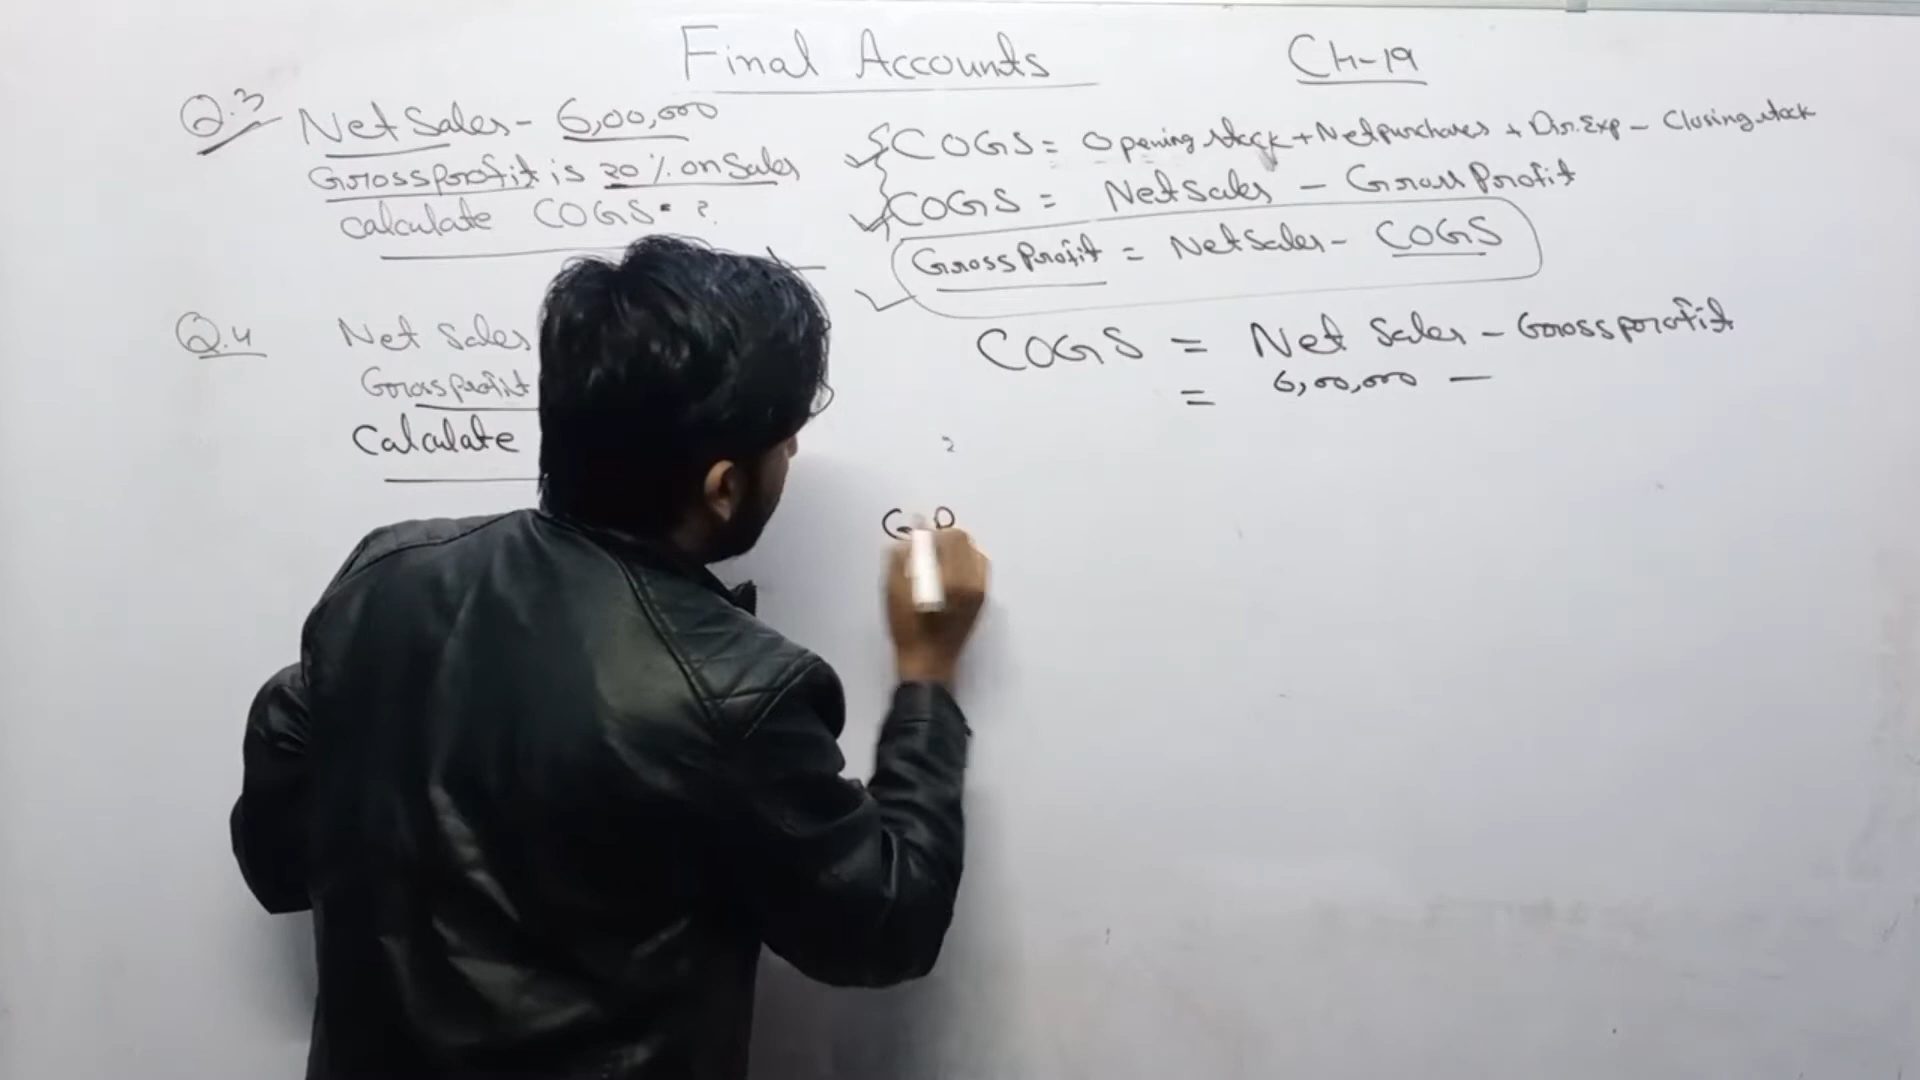 Final Accounts
Ch-19
Q.3 Net Sales - 6,00,000
Gross profit is 20% on Sales
calculate COGS = ?
COGS = Opening stock + Net purchases + Dir. Exp - Closing stock
COGS = Net Sales - Gross Profit
Gross Profit = Net Sales - COGS
Q.4 Net Sales
Gross profit
Calculate
COGS = Net Sales - Gross profit
= 6,00,000 -
G P